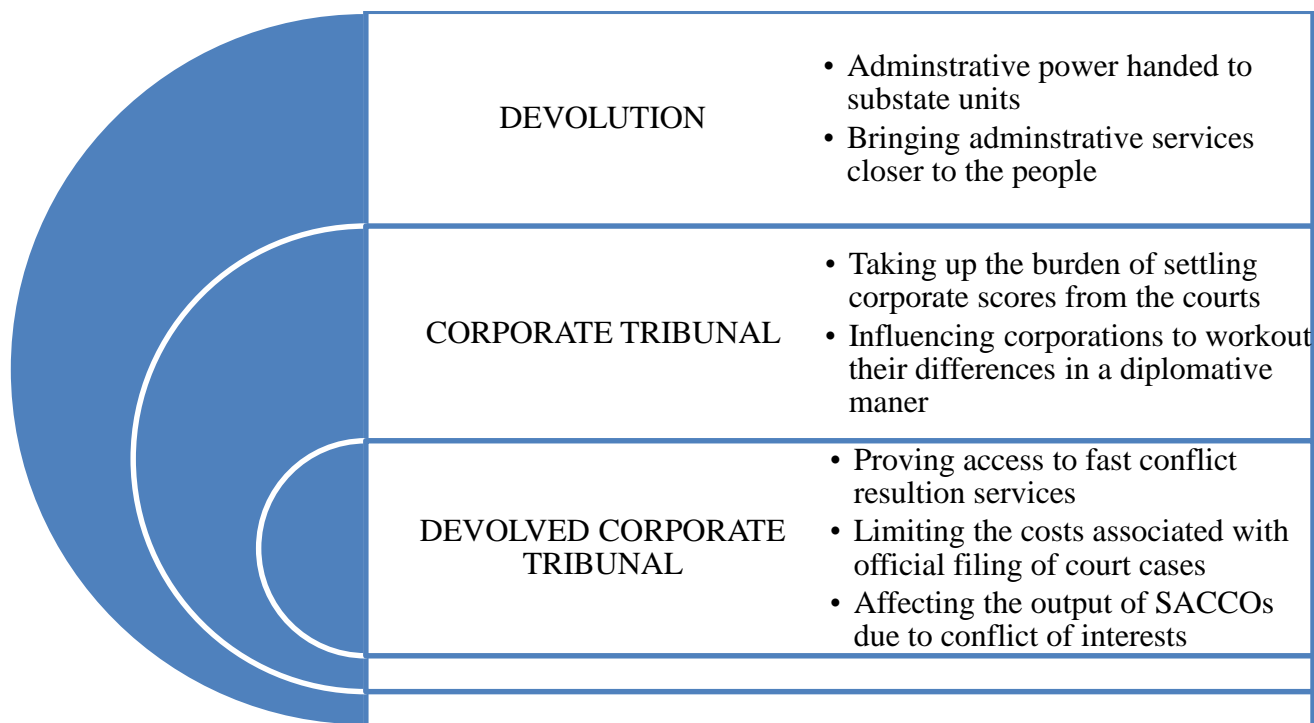 DEVOLUTION
• Adminstrative power handed to
substate units
• Bringing adminstrative services
closer to the people
CORPORATE TRIBUNAL
• Taking up the burden of settling
corporate scores from the courts
• Influencing corporations to workout
their differences in a diplomative
maner
DEVOLVED CORPORATE
TRIBUNAL
• Proving access to fast conflict
resultion services
• Limiting the costs associated with
official filing of court cases
• Affecting the output of SACCOs
due to conflict of interests